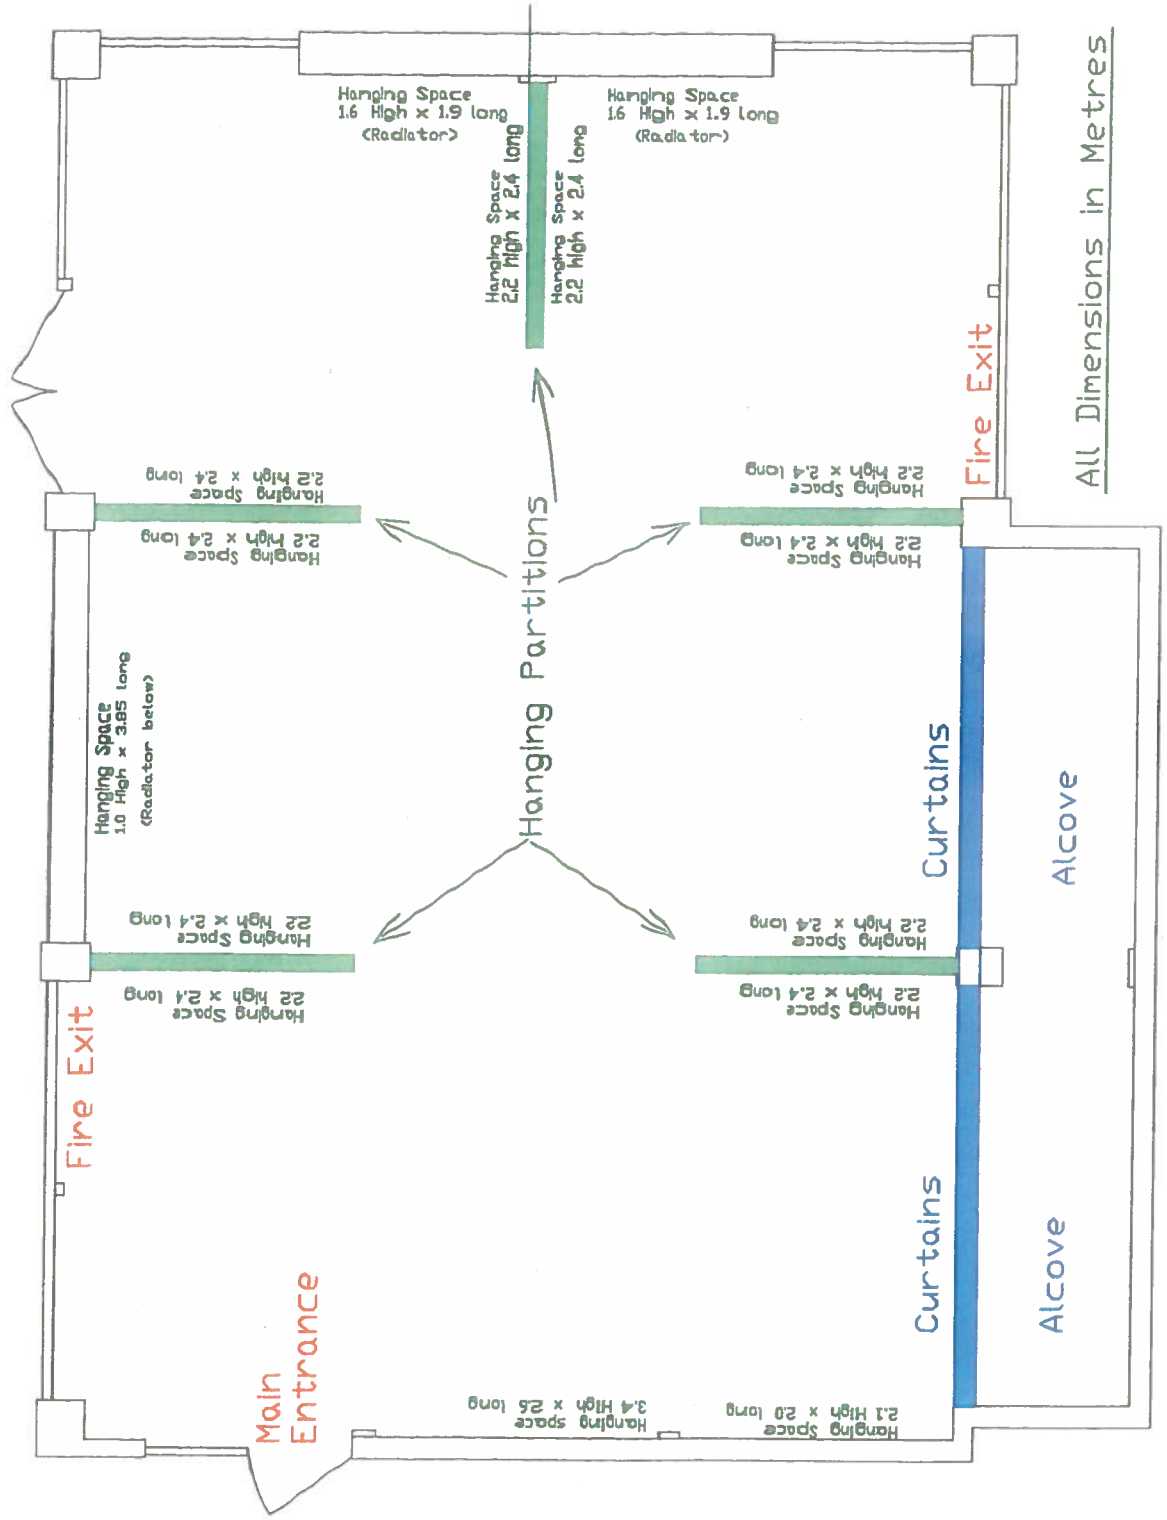 Hanging Space
1.6 High x 1.9 long
(Radiator)
Hanging Space
1.6 High x 1.9 long
(Radiator)
Hanging Space
2.2 high x 2.4 long
Hanging Space
2.2 high x 2.4 long
All Dimensions in Metres
Fire Exit
Hanging Space
2.2 high x 2.4 long
Hanging Space
2.2 high x 2.4 long
Hanging Space
2.2 high x 2.4 long
Hanging Space
2.2 high x 2.4 long
Hanging Partitions
Hanging Space
1.0 High x 3.85 long
(Radiator below)
Curtains
Alcove
Hanging Space
2.2 high x 2.4 long
Hanging Space
2.2 high x 2.4 long
Hanging Space
2.2 high x 2.4 long
Hanging Space
2.2 high x 2.4 long
Fire Exit
Curtains
Alcove
Main
Entrance
Hanging space
3.4 High x 2.6 long
Hanging Space
2.1 High x 2.0 long